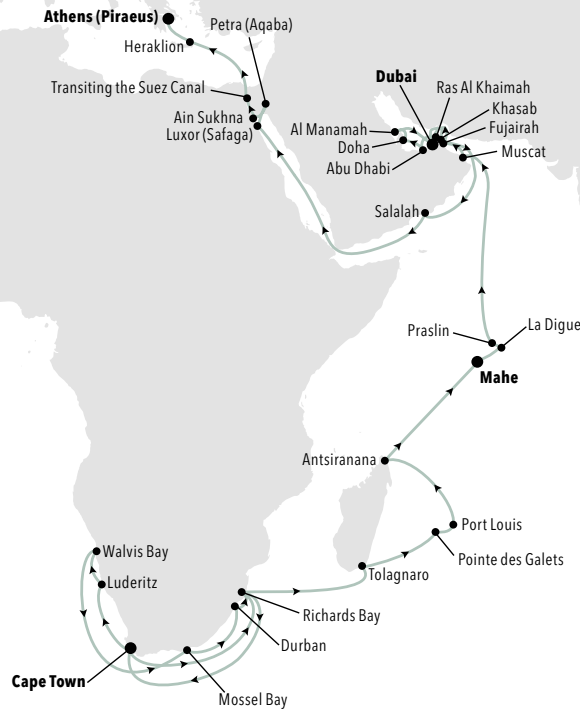 Athens (Piraeus)
Petra (Aqaba)
Heraklion
Dubai
Ras Al Khaimah
Transiting the Suez Canal
Khasab
Ain Sukhna
Al Manamah
Fujairah
Luxor (Safaga)
Doha
Muscat
Abu Dhabi
Salalah
La Digue
Praslin
Mahe
Antsiranana
Port Louis
Walvis Bay
Pointe des Galets
Tolagnaro
Luderitz
Richards Bay
Durban
Cape Town
Mossel Bay